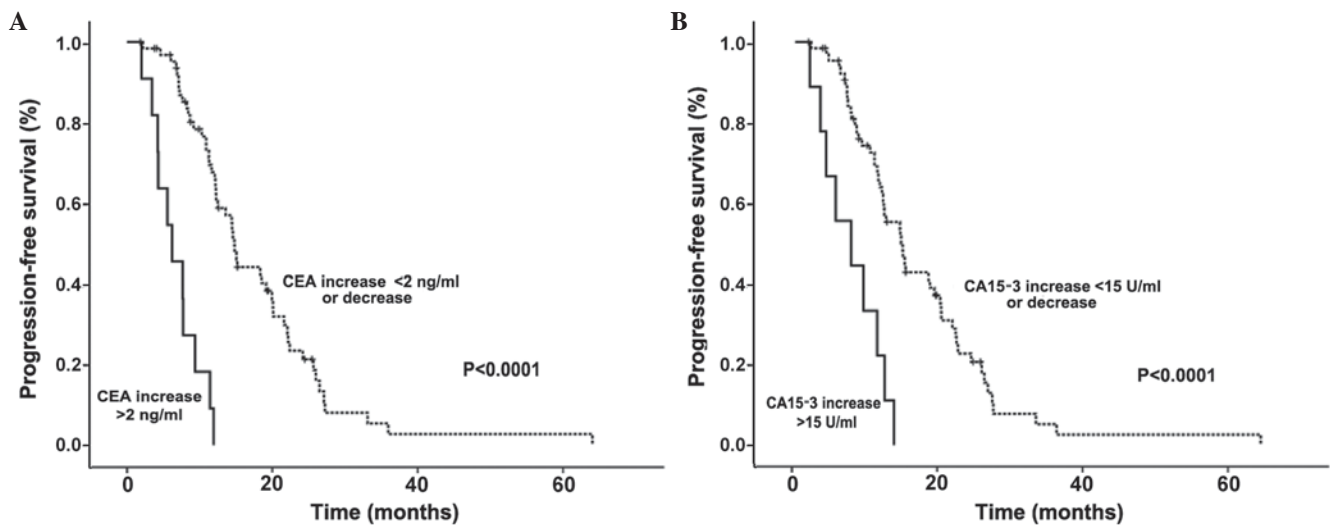 A
Progression-free survival (%)
1.0
0.8
0.6
0.4
0.2
0.0
CEA increase <2 ng/ml
or decrease
P<0.0001
CEA increase
>2 ng/ml
0
20
40
60
Time (months)
B
Progression-free survival (%)
1.0
0.8
0.6
0.4
0.2
0.0
CA15-3 increase <15 U/ml
or decrease
P<0.0001
CA15-3 increase
>15 U/ml
0
20
40
60
Time (months)